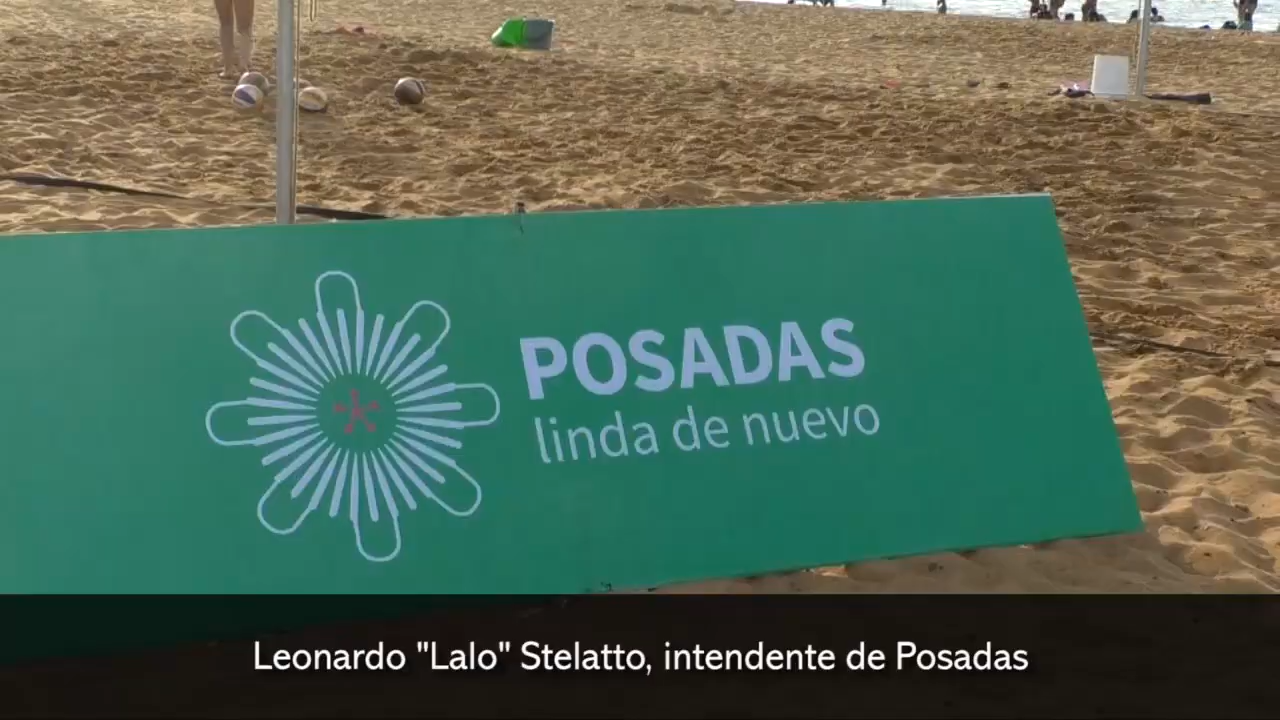 POSADAS
linda de nuevo
Leonardo "Lalo" Stelatto, intendente de Posadas